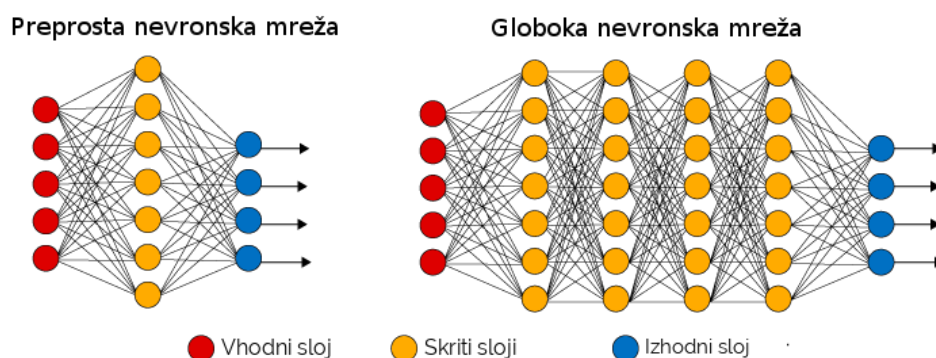 Preprosta nevronska mreža
Globoka nevronska mreža
Vhodni sloj
Skriti sloji
Izhodni sloj